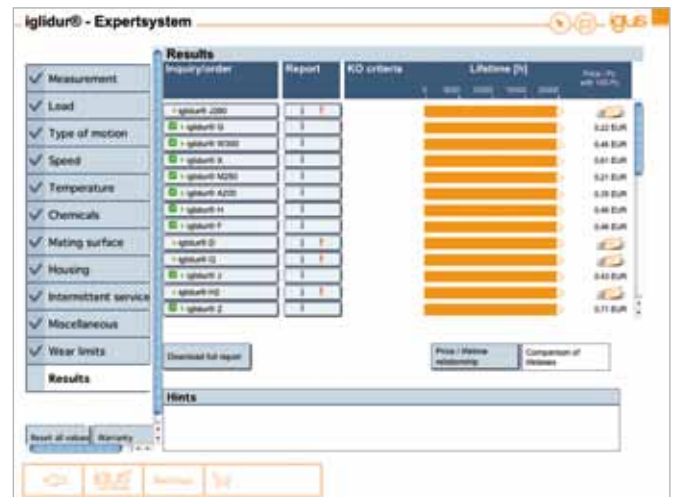 iglidur® - Expertsystem
igus
Results
Inquiry/order Report KO criteria Lifetime [h] Price / Pc.
Measurement
Load
Type of motion
Speed
Temperature
Chemicals
Mating surface
Housing
Intermittent service
Miscellaneous
Wear limits
Results
iglidur® J260
iglidur® G 0.22 EUR
iglidur® W300 0.46 EUR
iglidur® X 0.61 EUR
iglidur® M250 0.21 EUR
iglidur® A200 0.39 EUR
iglidur® H 0.46 EUR
iglidur® F 0.46 EUR
iglidur® D
iglidur® Q
iglidur® J 0.43 EUR
iglidur® H2
iglidur® Z 0.71 EUR
Download full report
Price / lifetime
relationship
Comparison of
lifetimes
Hints
Reset all values Warranty
igus